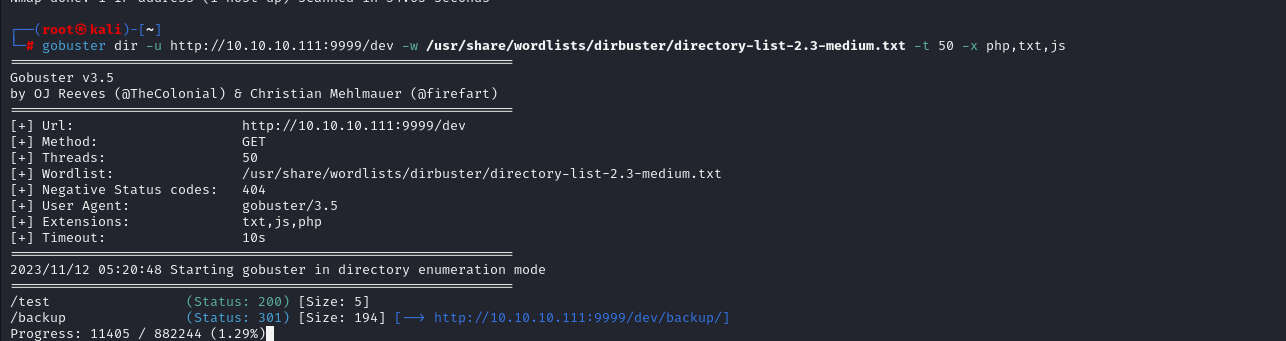 Nmap done: 1 IP address (1 host up) scanned in 34.03 seconds
┌──(root㉿kali)-[~]
└─# gobuster dir -u http://10.10.10.111:9999/dev -w /usr/share/wordlists/dirbuster/directory-list-2.3-medium.txt -t 50 -x php,txt,js
===============================================================
Gobuster v3.5
by OJ Reeves (@TheColonial) & Christian Mehlmauer (@firefart)
===============================================================
[+] Url:                     http://10.10.10.111:9999/dev
[+] Method:                  GET
[+] Threads:                 50
[+] Wordlist:                /usr/share/wordlists/dirbuster/directory-list-2.3-medium.txt
[+] Negative Status codes:   404
[+] User Agent:              gobuster/3.5
[+] Extensions:              txt,js,php
[+] Timeout:                 10s
===============================================================
2023/11/12 05:20:48 Starting gobuster in directory enumeration mode
===============================================================
/test                 (Status: 200) [Size: 5]
/backup               (Status: 301) [Size: 194] [--> http://10.10.10.111:9999/dev/backup/]
Progress: 11405 / 882244 (1.29%)